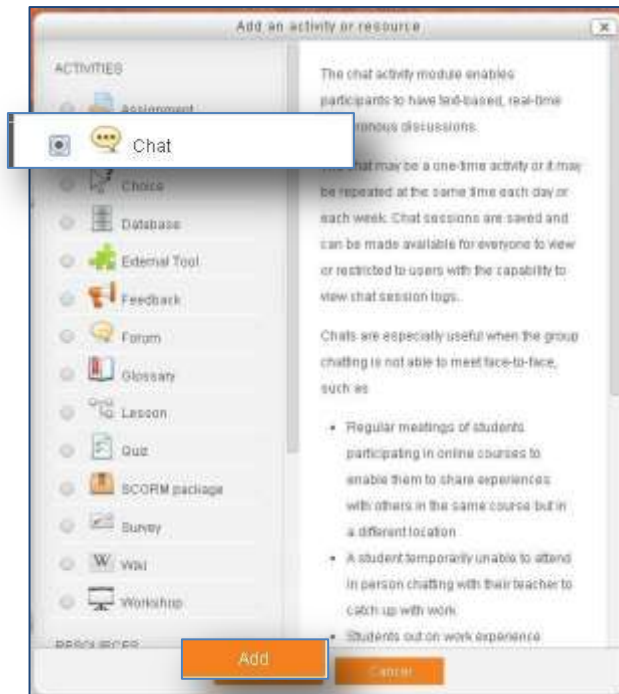 Add an activity or resource
ACTIVITIES
Assignment
Chat
Choice
Database
External Tool
Feedback
Forum
Glossary
Lesson
Quiz
SCORM package
Survey
Wiki
Workshop
RESOURCES
Add
Cancel
The chat activity module enables
participants to have text-based, real-time
discussions.
chat may be a one-time activity or it may
be repeated at the same time each day or
each week. Chat sessions are saved and
can be made available for everyone to view
or restricted to users with the capability to
view chat session logs.
Chats are especially useful when the group
chatting is not able to meet face-to-face,
such as
• Regular meetings of students
participating in online courses to
enable them to share experiences
with others in the same course but in
a different location
• A student temporarily unable to attend
in person chatting with their teacher to
catch up with work
• Students out on work experience